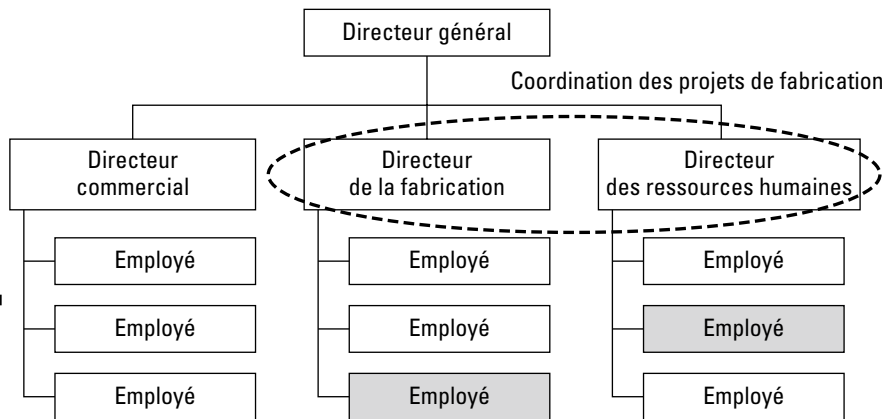 Directeur général
Coordination des projets de fabrication
Directeur
commercial
Directeur
de la fabrication
Directeur
des ressources humaines
Employé
Employé
Employé
Employé
Employé
Employé
Employé
Employé
Employé